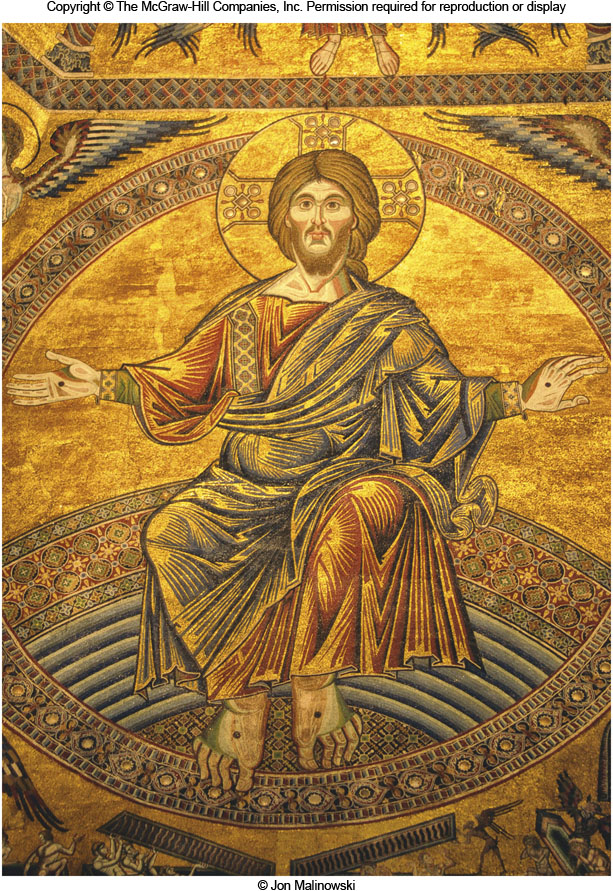 Copyright © The McGraw-Hill Companies, Inc. Permission required for reproduction or display
© Jon Malinowski